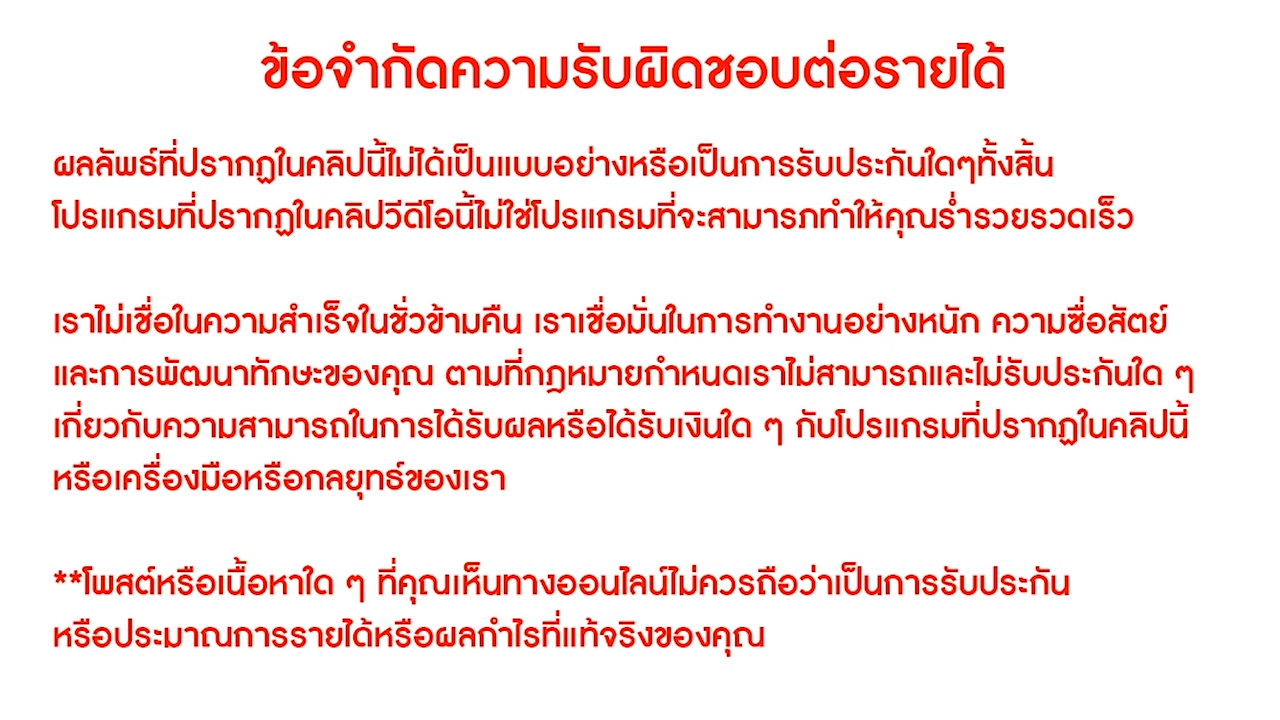 ข้อจำกัดความรับผิดชอบต่อรายได้
ผลลัพธ์ที่ปรากฏในคลิปนี้ไม่ได้เป็นแบบอย่างหรือเป็นการรับประกันใดๆทั้งสิ้น
โปรแกรมที่ปรากฏในคลิปวีดีโอนี้ไม่ใช่โปรแกรมที่จะสามารภทำให้คุณร่ำรวยรวดเร็ว
เราไม่เชื่อในความสำเร็จในชั่วข้ามคืน เราเชื่อมั่นในการทำงานอย่างหนัก ความซื่อสัตย์
และการพัฒนาทักษะของคุณ ตามที่กฎหมายกำหนดเราไม่สามารถและไม่รับประกันใด ๆ
เกี่ยวกับความสามารถในการได้รับผลหรือได้รับเงินใด ๆ กับโปรแกรมที่ปรากฏในคลิปนี้
หรือเครื่องมือหรือกลยุทธ์ของเรา
**โพสต์หรือเนื้อหาใด ๆ ที่คุณเห็นทางออนไลน์ไม่ควรถือว่าเป็นการรับประกัน
หรือประมาณการรายได้หรือผลกำไรที่แท้จริงของคุณ